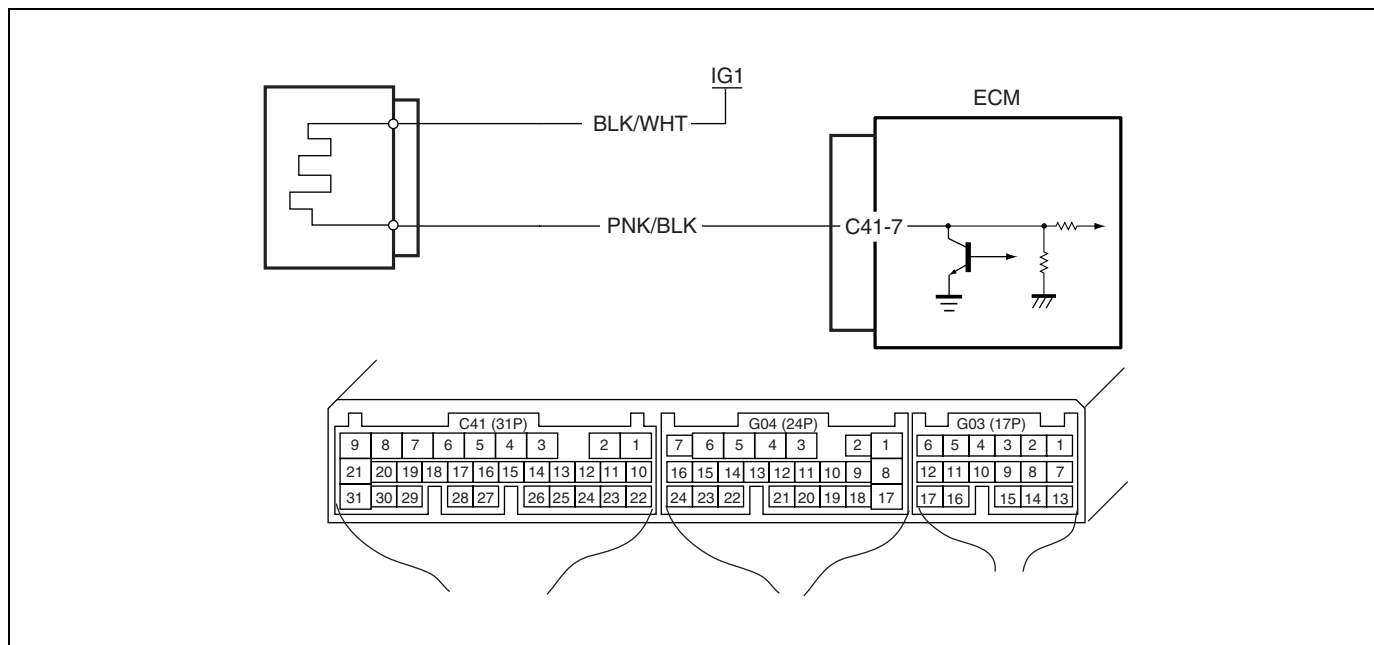 IG1
ECM
BLK/WHT
PNK/BLK
C41-7
C41 (31P) G04 (24P) G03 (17P)
9 8 7 6 5 4 3 2 1 7 6 5 4 3 2 1 6 5 4 3 2 1
21 20 19 18 17 16 15 14 13 12 11 10 16 15 14 13 12 11 10 9 8 12 11 10 9 8 7
31 30 29 28 27 26 25 24 23 22 24 23 22 21 20 19 18 17 17 16 15 14 13